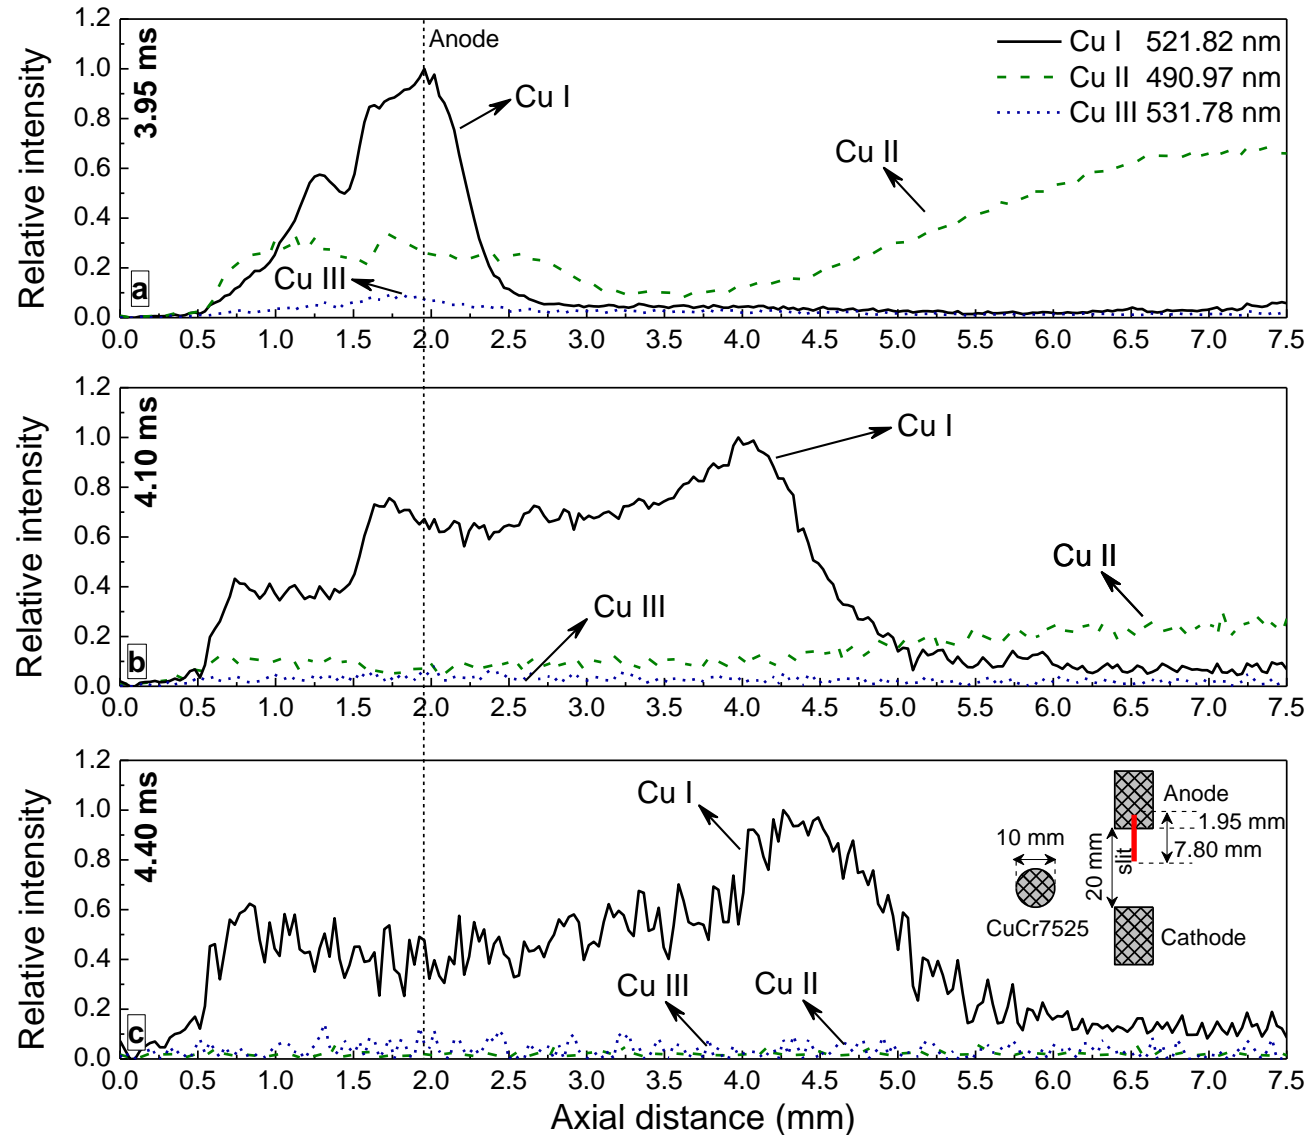 1.2
1.0
0.8
0.6
0.4
0.2
0.0
Relative intensity
3.95 ms
a
Anode
Cu I
Cu II
Cu III
Cu I 521.82 nm
Cu II 490.97 nm
Cu III 531.78 nm
0.0 0.5 1.0 1.5 2.0 2.5 3.0 3.5 4.0 4.5 5.0 5.5 6.0 6.5 7.0 7.5
1.2
1.0
0.8
0.6
0.4
0.2
0.0
Relative intensity
4.10 ms
b
Cu I
Cu II
Cu III
0.0 0.5 1.0 1.5 2.0 2.5 3.0 3.5 4.0 4.5 5.0 5.5 6.0 6.5 7.0 7.5
1.2
1.0
0.8
0.6
0.4
0.2
0.0
Relative intensity
4.40 ms
c
Cu I
Cu III
Cu II
Anode
1.95 mm
7.80 mm
10 mm
20 mm
slit
CuCr7525
Cathode
0.0 0.5 1.0 1.5 2.0 2.5 3.0 3.5 4.0 4.5 5.0 5.5 6.0 6.5 7.0 7.5
Axial distance (mm)